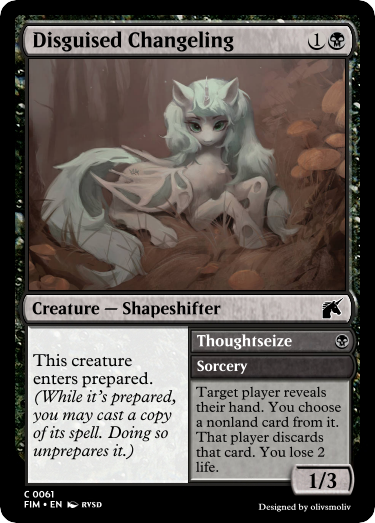 Disguised Changeling 1
Creature — Shapeshifter
This creature
enters prepared.
(While it's prepared,
you may cast a copy
of its spell. Doing so
unprepares it.)
Thoughtseize
Sorcery
Target player reveals
their hand. You choose
a nonland card from it.
That player discards
that card. You lose 2
life.
1/3
C 0061
FIM • EN RVSD
Designed by olivsmoliv